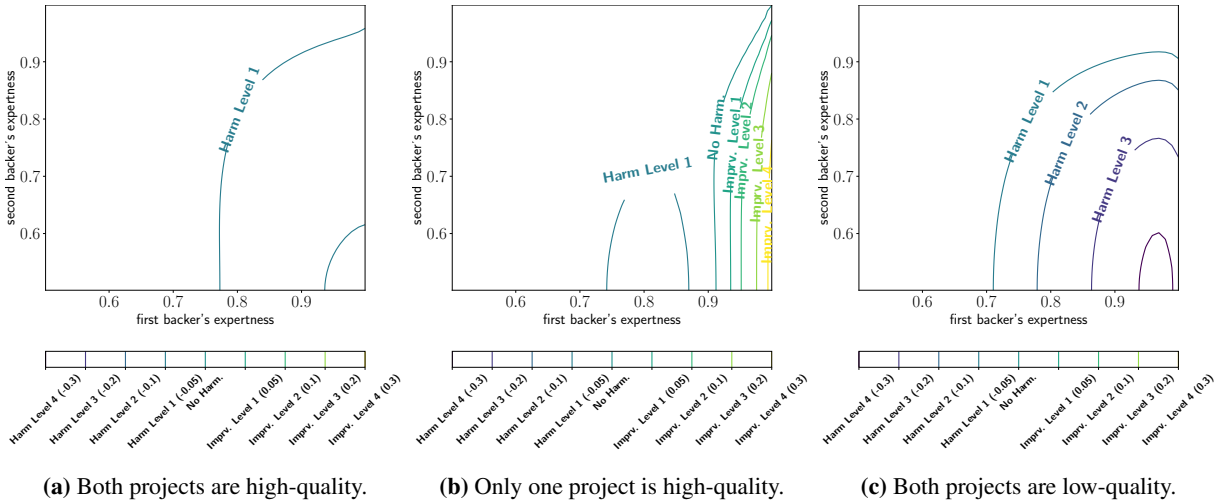 0.9
0.8
0.7
0.6
second backer's expertness
Harm Level 1
0.6 0.7 0.8 0.9
first backer's expertness
Harm Level 4 (-0.3)
Harm Level 3 (-0.2)
Harm Level 2 (-0.1)
Harm Level 1 (-0.05)
No Harm.
Imprv. Level 1 (0.05)
Imprv. Level 2 (0.1)
Imprv. Level 3 (0.2)
Imprv. Level 4 (0.3)
(a) Both projects are high-quality.
0.9
0.8
0.7
0.6
second backer's expertness
Harm Level 1
No Harm.
Imprv. Level 1
Imprv. Level 2
Imprv. Level 3
Imprv. Level 4
0.6 0.7 0.8 0.9
first backer's expertness
Harm Level 4 (-0.3)
Harm Level 3 (-0.2)
Harm Level 2 (-0.1)
Harm Level 1 (-0.05)
No Harm.
Imprv. Level 1 (0.05)
Imprv. Level 2 (0.1)
Imprv. Level 3 (0.2)
Imprv. Level 4 (0.3)
(b) Only one project is high-quality.
0.9
0.8
0.7
0.6
second backer's expertness
Harm Level 1
Harm Level 2
Harm Level 3
0.6 0.7 0.8 0.9
first backer's expertness
Harm Level 4 (-0.3)
Harm Level 3 (-0.2)
Harm Level 2 (-0.1)
Harm Level 1 (-0.05)
No Harm.
Imprv. Level 1 (0.05)
Imprv. Level 2 (0.1)
Imprv. Level 3 (0.2)
Imprv. Level 4 (0.3)
(c) Both projects are low-quality.